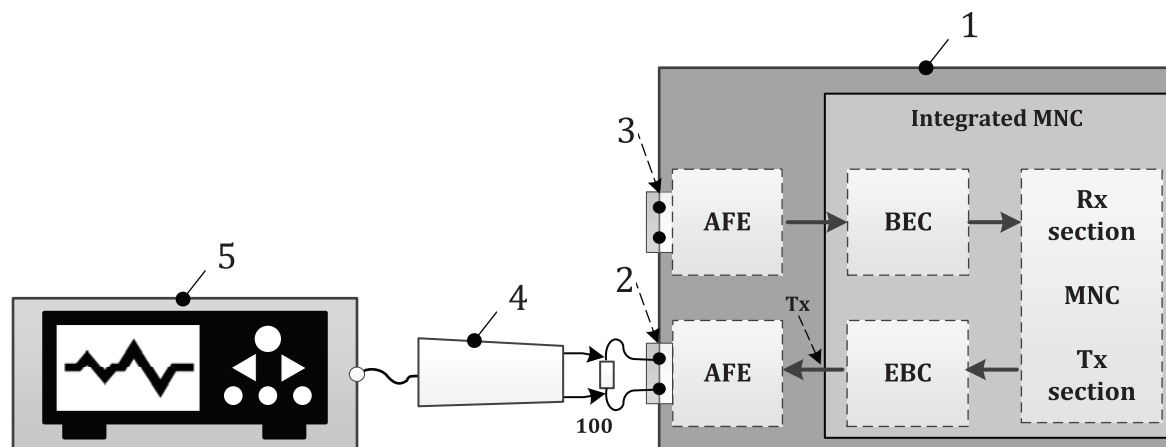 1
Integrated MNC
3
AFE
BEC
Rx
section
MNC
5
4
2
Tx
AFE
EBC
Tx
section
100